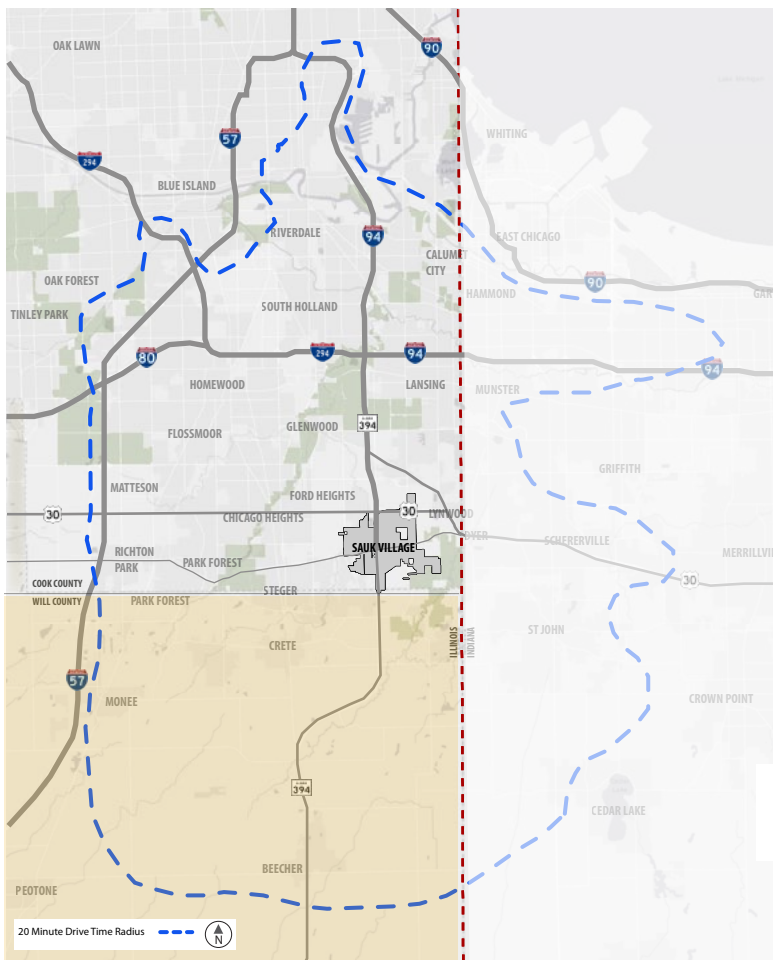 OAK LAWN
90
57
WHITING
294
BLUE ISLAND
RIVERDALE
94
EAST CHICAGO
CALUMET
CITY
OAK FOREST
90
HAMMOND
GAR
SOUTH HOLLAND
TINLEY PARK
80
294
94
94
HOMEWOOD
LANSING
MUNSTER
394
GLENWOOD
FLOSSMOOR
GRIFFITH
MATTESON
FORD HEIGHTS
30
CHICAGO HEIGHTS
30
LYNWOOD
DYER
SCHERERVILLE
SAUK VILLAGE
RICHTON
PARK
PARK FOREST
MERRILLVI
30
COOK COUNTY
WILL COUNTY
STEGER
PARK FOREST
ILLINOIS
INDIANA
ST JOHN
CRETE
57
MONEE
CROWN POINT
394
CEDAR LAKE
BEECHER
PEOTONE
20 Minute Drive Time Radius
N